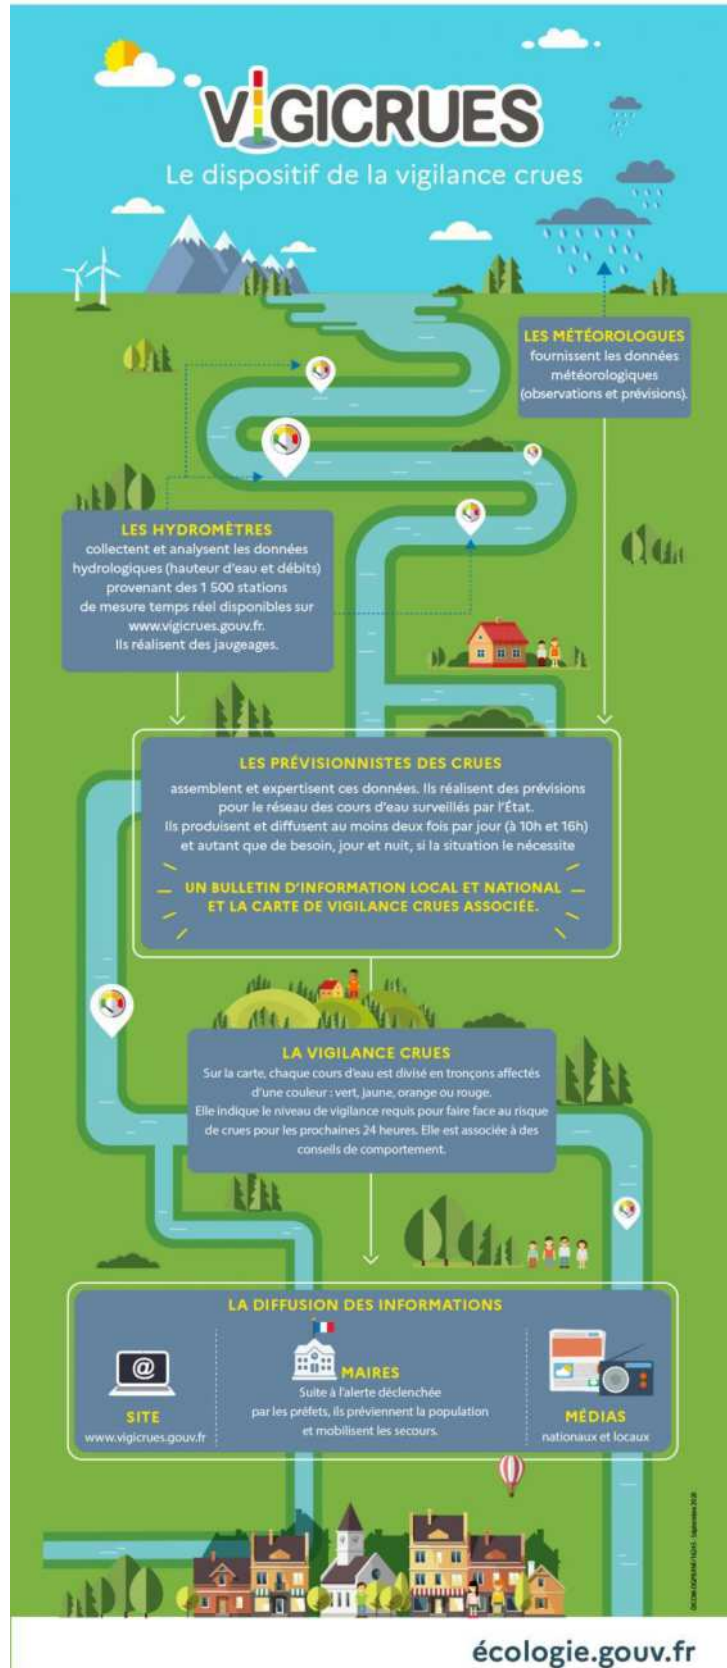 VIGICRUES
Le dispositif de la vigilance crues
LES MÉTÉOROLOGUES
fournissent les données
météorologiques
(observations et prévisions).
LES HYDROMÈTRES
collectent et analysent les données
hydrologiques (hauteur d'eau et débits)
provenant des 1 500 stations
de mesure temps réel disponibles sur
www.vigicrues.gouv.fr.
Ils réalisent des jaugeages.
LES PRÉVISIONNISTES DES CRUES
assemblent et expertisent ces données. Ils réalisent des prévisions
pour le réseau des cours d'eau surveillés par l'État.
Ils produisent et diffusent au moins deux fois par jour (à 10h et 16h)
et autant que de besoin, jour et nuit, si la situation le nécessite
UN BULLETIN D'INFORMATION LOCAL ET NATIONAL
ET LA CARTE DE VIGILANCE CRUES ASSOCIÉE.
LA VIGILANCE CRUES
Sur la carte, chaque cours d'eau est divisé en tronçons affectés
d'une couleur : vert, jaune, orange ou rouge.
Elle indique le niveau de vigilance requis pour faire face au risque
de crues pour les prochaines 24 heures. Elle est associée à des
conseils de comportement.
LA DIFFUSION DES INFORMATIONS
@
SITE
www.vigicrues.gouv.fr
MAIRES
Suite à l'alerte déclenchée
par les préfets, ils préviennent la population
et mobilisent les secours.
MÉDIAS
nationaux et locaux
écologie.gouv.fr